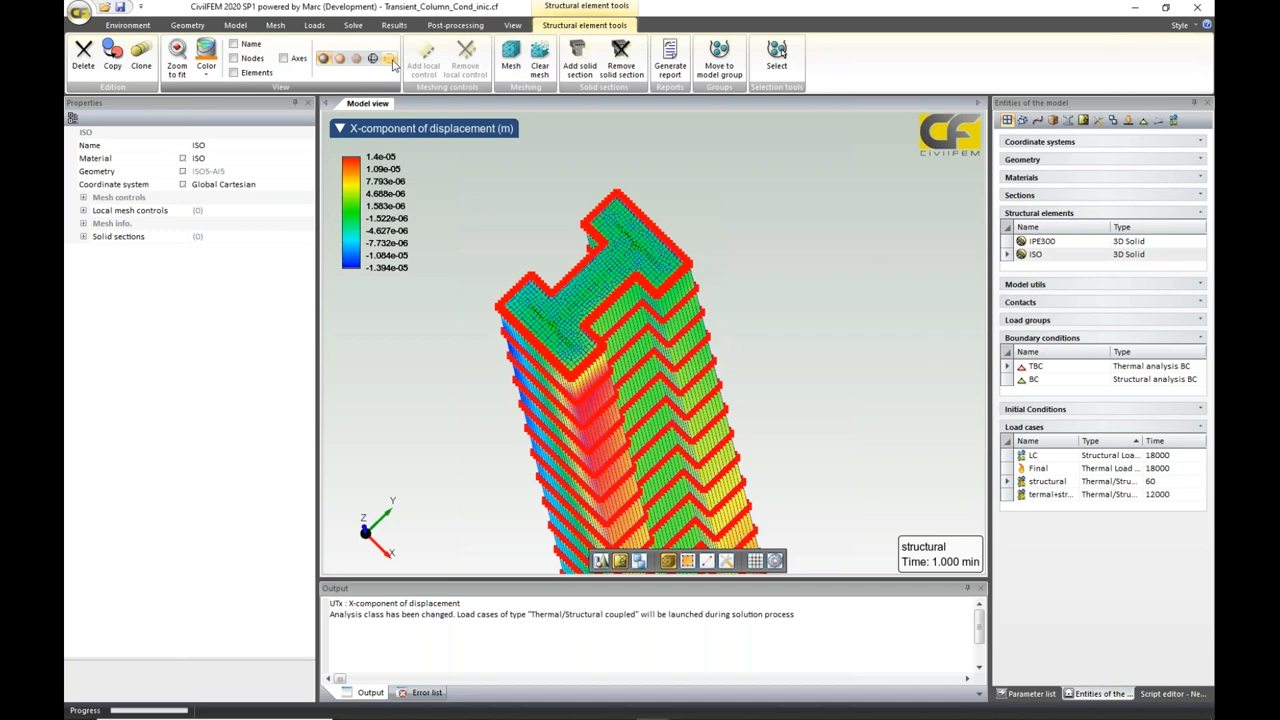 CivilFEM 2020 SP1 powered by Marc (Development) - Transient_Column_Cond_inic.cf
Structural element tools
Environment Geometry Model Mesh Loads Solve Results Post-processing View Structural element tools Style
Delete Copy Clone
Edition
Zoom to fit Color
Name
Nodes Axes
Elements
View
Add local control Remove local control
Meshing controls
Mesh Clear mesh
Meshing
Add solid section Remove solid section
Solid sections
Generate report
Reports
Move to model group
Groups
Select
Selection tools
Properties
ISO
Name ISO
Material ISO
Geometry ISOS-AIS
Coordinate system Global Cartesian
Mesh controls
Local mesh controls (0)
Mesh info.
Solid sections (0)
Model view
X-component of displacement (m)
1.4e-05
1.09e-05
7.793e-06
4.688e-06
1.583e-06
-1.522e-06
-4.627e-06
-7.732e-06
-1.084e-05
-1.394e-05
CF
CIVILFEM
Z Y X
structural
Time: 1.000 min
Output
UTx : X-component of displacement
Analysis class has been changed. Load cases of type "Thermal/Structural coupled" will be launched during solution process
Output Error list
Entities of the model
Coordinate systems
Geometry
Materials
Sections
Structural elements
Name Type
IPE300 3D Solid
ISO 3D Solid
Model utils
Contacts
Load groups
Boundary conditions
Name Type
TBC Thermal analysis BC
BC Structural analysis BC
Initial Conditions
Load cases
Name Type Time
LC Structural Loa... 18000
Final Thermal Load ... 18000
structural Thermal/Stru... 60
termal+str... Thermal/Stru... 12000
Parameter list Entities of the... Script editor - Ne...
Progress